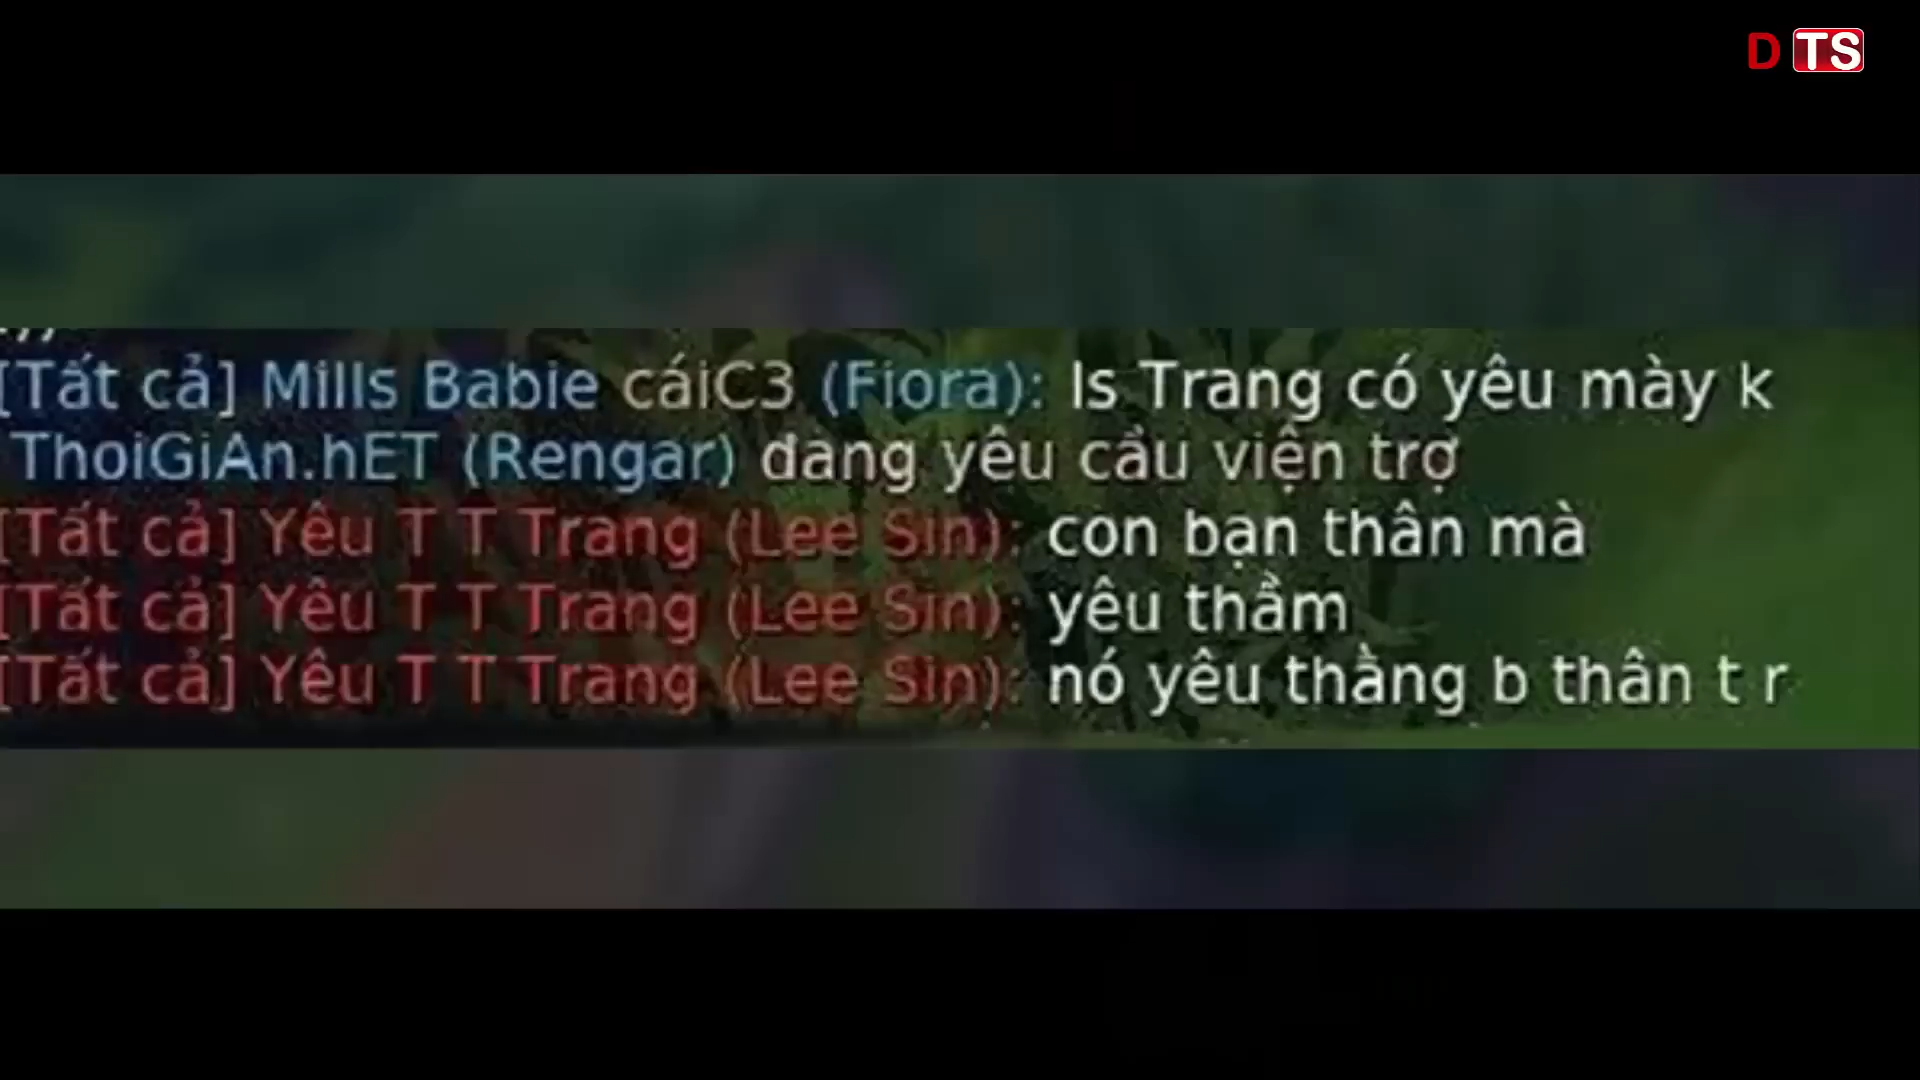 D TS
[Tất cả] Mills Babie cáiC3 (Fiora): ls Trang có yêu mày k
ThoiGiAn.hET (Rengar) đang yêu cầu viện trợ
[Tất cả] Yêu T T Trang (Lee Sin): con bạn thân mà
[Tất cả] Yêu T T Trang (Lee Sin): yêu thầm
[Tất cả] Yêu T T Trang (Lee Sin): nó yêu thằng b thân t r